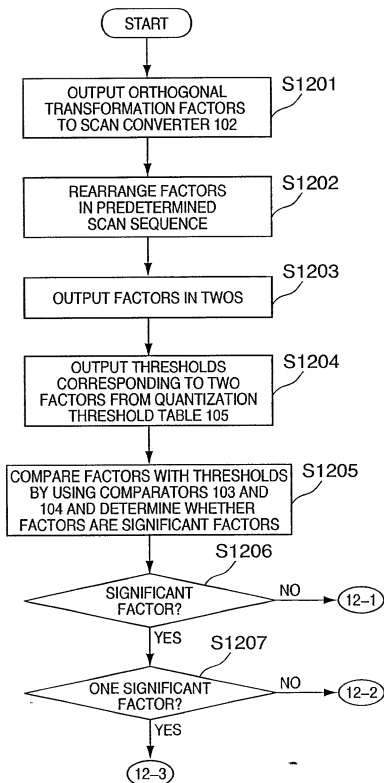 START
S1201
OUTPUT ORTHOGONAL
TRANSFORMATION FACTORS
TO SCAN CONVERTER 102
S1202
REARRANGE FACTORS
IN PREDETERMINED
SCAN SEQUENCE
S1203
OUTPUT FACTORS IN TWOS
S1204
OUTPUT THRESHOLDS
CORRESPONDING TO TWO
FACTORS FROM QUANTIZATION
THRESHOLD TABLE 105
S1205
COMPARE FACTORS WITH THRESHOLDS
BY USING COMPARATORS 103 AND
104 AND DETERMINE WHETHER
FACTORS ARE SIGNIFICANT FACTORS
S1206
SIGNIFICANT
FACTOR?
NO
12-1
YES
S1207
ONE SIGNIFICANT
FACTOR?
NO
12-2
YES
12-3